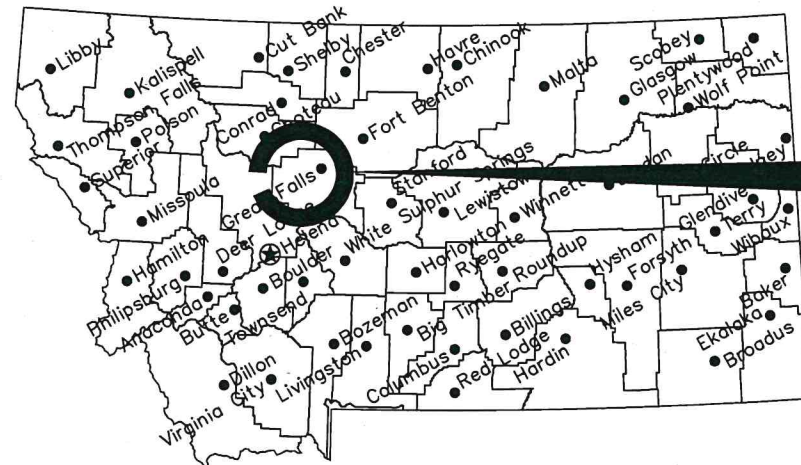 Libby
Kalispell
Cut Bank
Shelby
Chester
Havre
Chinook
Malta
Scobey
Glasgow
Plentywood
Wolf Point
Thompson Falls
Polson
Superior
Conrad
Choteau
Fort Benton
Missoula
Great Falls
Stanford
Lewistown
Winnett
Jordan
Circle
Sidney
Glendive
Terry
Wibaux
Hamilton
Philipsburg
Deer Lodge
Helena
Boulder
White Sulphur Springs
Harlowton
Ryegate
Roundup
Hysham
Forsyth
Miles City
Baker
Ekalaka
Broadus
Anaconda
Butte
Townsend
Bozeman
Livingston
Big Timber
Columbus
Billings
Red Lodge
Hardin
Dillon
Virginia City